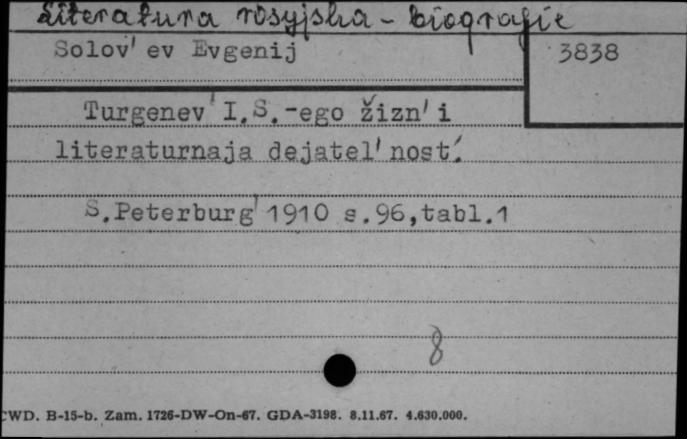 Literatura rosyjska - biografie
Solov' ev Evgenij
3838
Turgenev' I.S.-ego žizn' i
literaturnaja dejatel' nost'.
S.Peterburg' 1910 s.96,tabl.1
8
CWD. B-15-b. Zam. 1726-DW-On-67. GDA-3198. 8.11.67. 4.630.000.